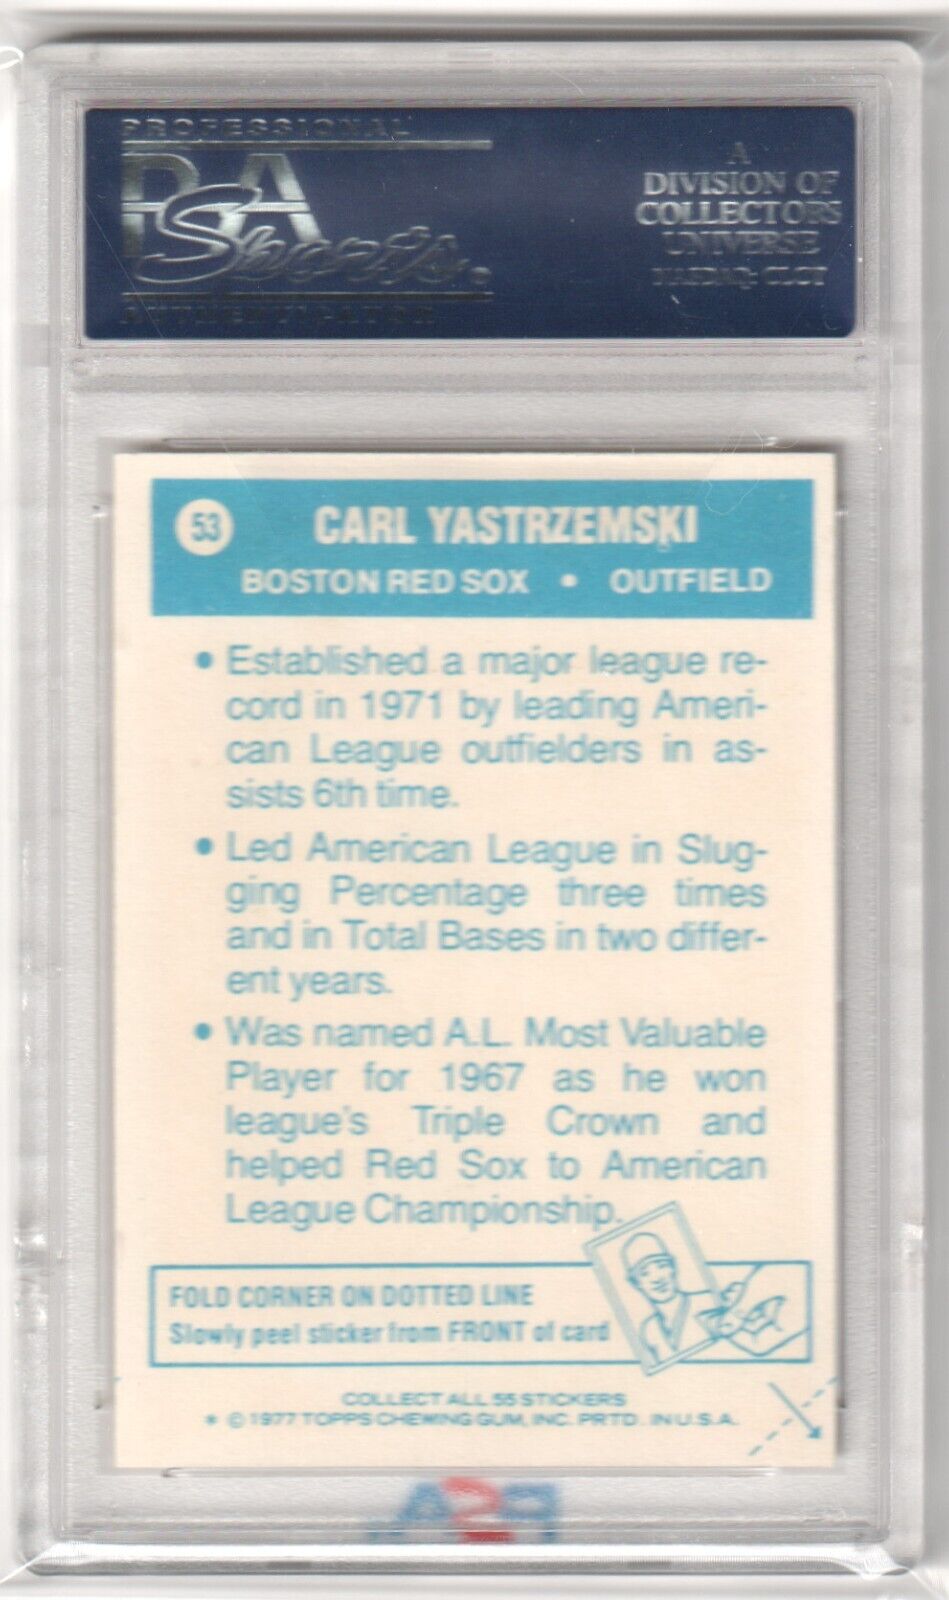 PROFESSIONAL
PSA
Sports
AUTHENTICATOR
A
DIVISION OF
COLLECTORS
UNIVERSE
NASDAQ: CLCT
53
CARL YASTRZEMSKI
BOSTON RED SOX • OUTFIELD
• Established a major league re-
cord in 1971 by leading Ameri-
can League outfielders in as-
sists 6th time.
• Led American League in Slug-
ging Percentage three times
and in Total Bases in two differ-
ent years.
• Was named A.L. Most Valuable
Player for 1967 as he won
league's Triple Crown and
helped Red Sox to American
League Championship.
FOLD CORNER ON DOTTED LINE
Slowly peel sticker from FRONT of card
COLLECT ALL 55 STICKERS
* © 1977 TOPPS CHEWING GUM, INC. PRTD. IN U.S.A.
PSA